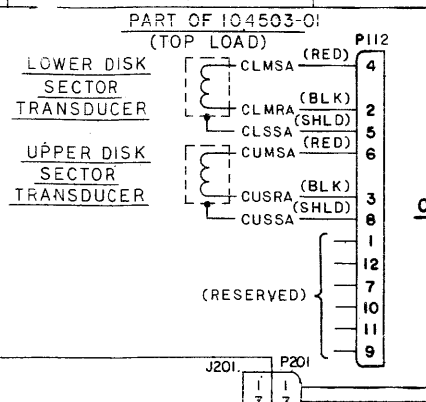 PART OF 104503-01
(TOP LOAD)
P112
LOWER DISK
SECTOR
TRANSDUCER
CLMSA (RED) 4
CLMRA (BLK) 2
CLSSA (SHLD) 5
UPPER DISK
SECTOR
TRANSDUCER
CUMSA (RED) 6
CUSRA (BLK) 3
CUSSA (SHLD) 8
(RESERVED)
1
12
7
10
11
9
J201 P201
1 1